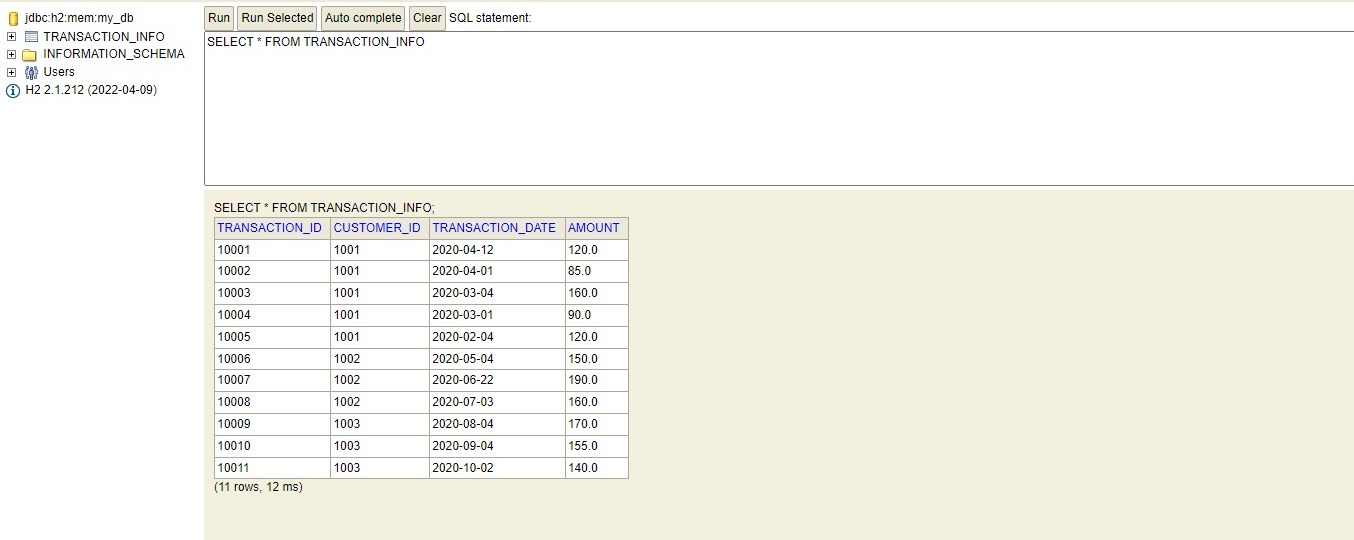 jdbc:h2:mem:my_db
TRANSACTION_INFO
INFORMATION_SCHEMA
Users
H2 2.1.212 (2022-04-09)
Run Run Selected Auto complete Clear SQL statement:
SELECT * FROM TRANSACTION_INFO
SELECT * FROM TRANSACTION_INFO;
TRANSACTION_ID CUSTOMER_ID TRANSACTION_DATE AMOUNT
10001 1001 2020-04-12 120.0
10002 1001 2020-04-01 85.0
10003 1001 2020-03-04 160.0
10004 1001 2020-03-01 90.0
10005 1001 2020-02-04 120.0
10006 1002 2020-05-04 150.0
10007 1002 2020-06-22 190.0
10008 1002 2020-07-03 160.0
10009 1003 2020-08-04 170.0
10010 1003 2020-09-04 155.0
10011 1003 2020-10-02 140.0
(11 rows, 12 ms)